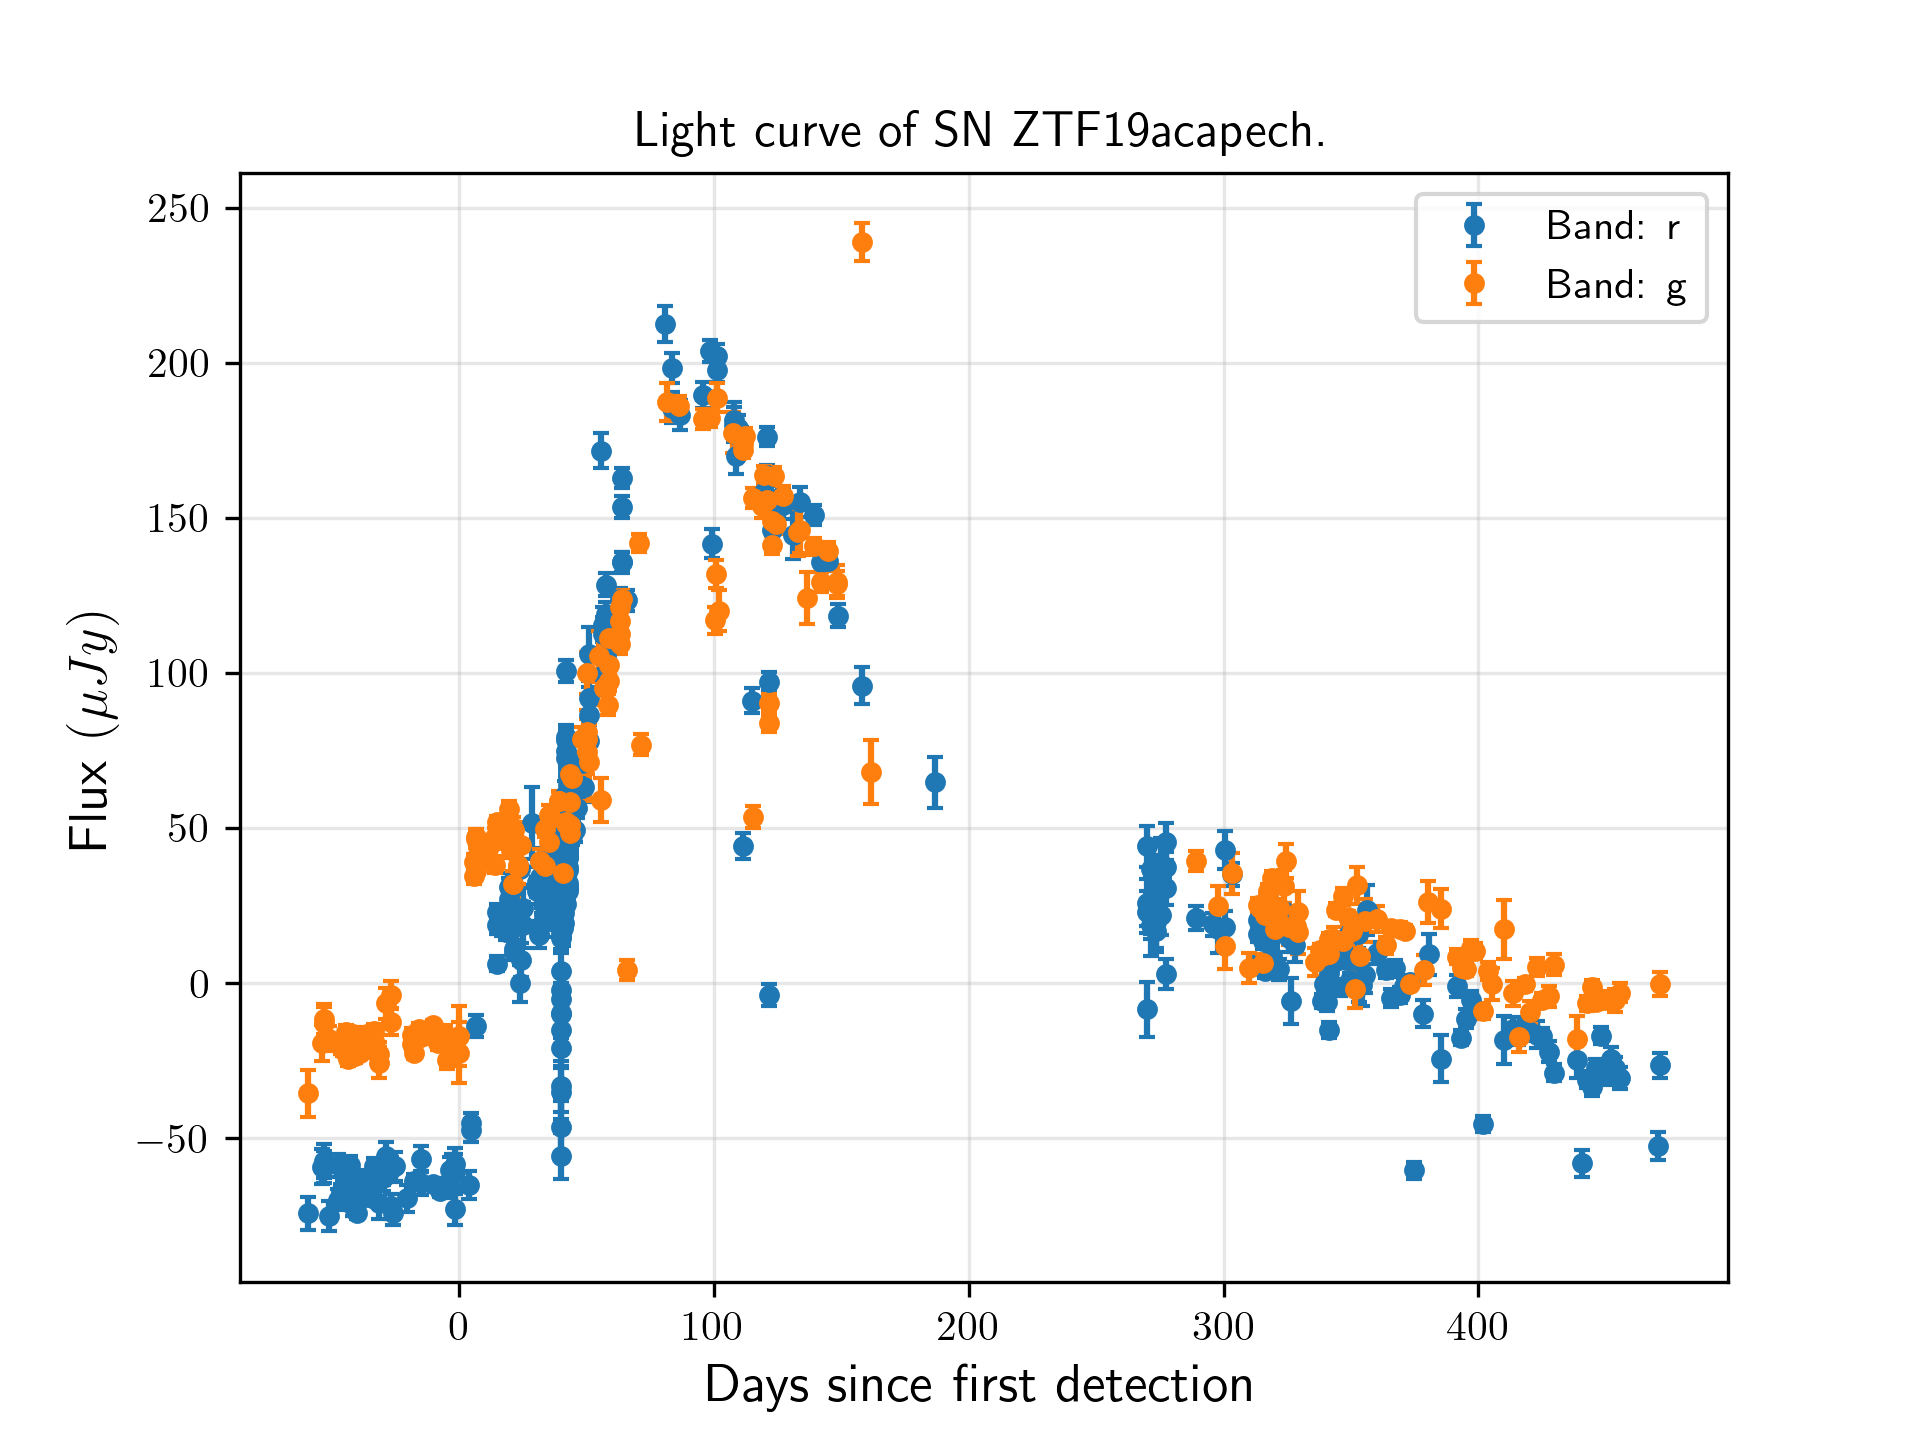 Light curve of SN ZTF19acapech.
250
200
150
100
50
0
−50
Flux (μJy)
Band: r
Band: g
0 100 200 300 400
Days since first detection